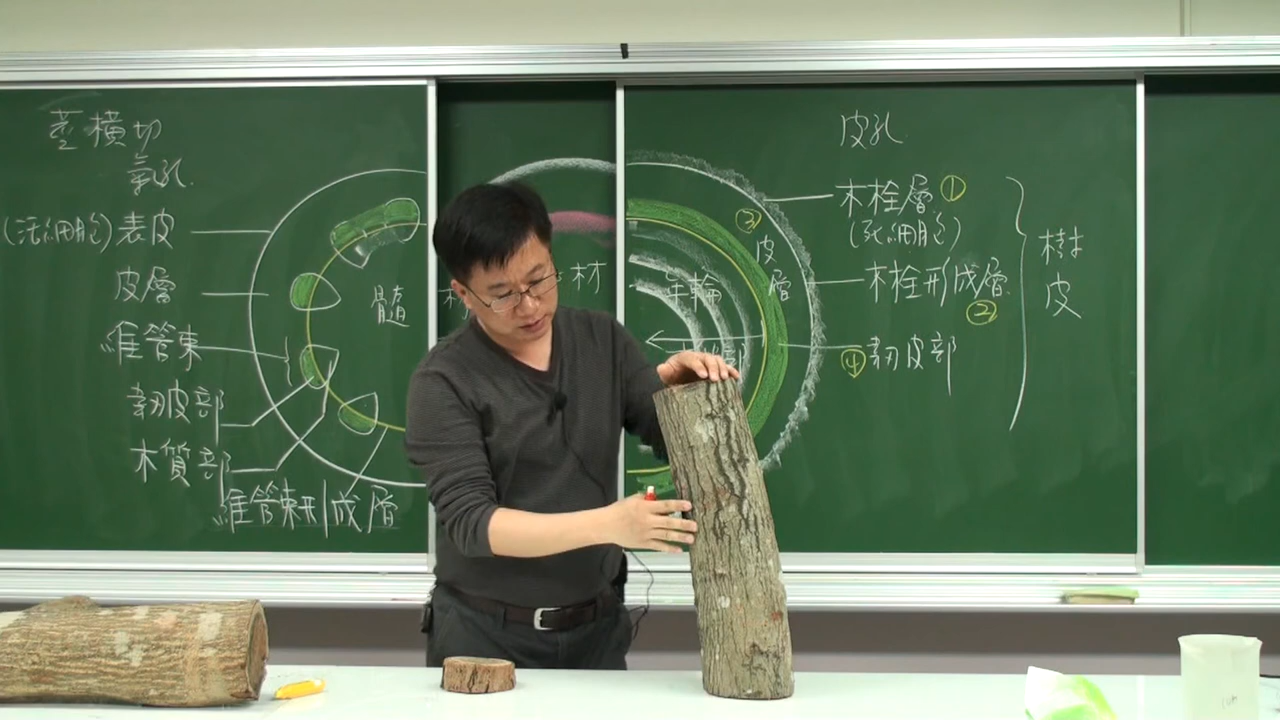 莖橫切
氣孔
(活細胞)表皮
皮層
維管束
韌皮部
木質部
維管束形成層
髓
材
年輪
③
皮層
部
皮孔
木栓層①
(死細胞)
木栓形成層
②
④韌皮部
樹皮